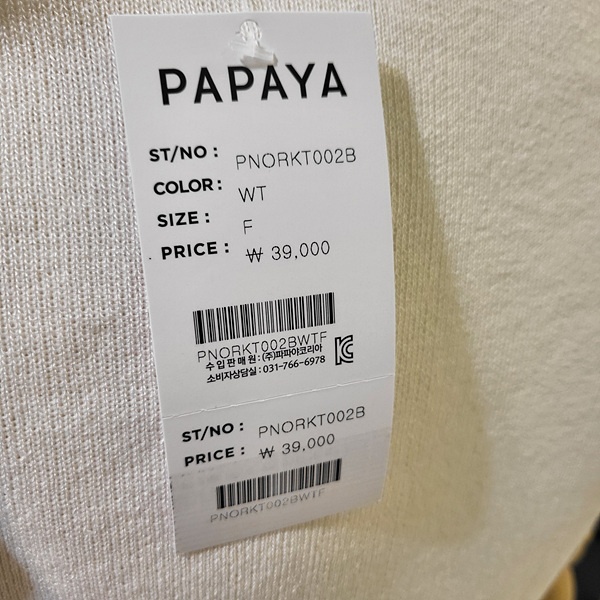 PAPAYA
ST/NO : PNORKT002B
COLOR : WT
SIZE : F
PRICE : ₩ 39,000
PNORKT002BWTF
수 입 판 매 원 : (주)파파야코리아
소비자상담실 : 031-766-6978
ST/NO : PNORKT002B
PRICE : ₩ 39,000
PNORKT002BWTF